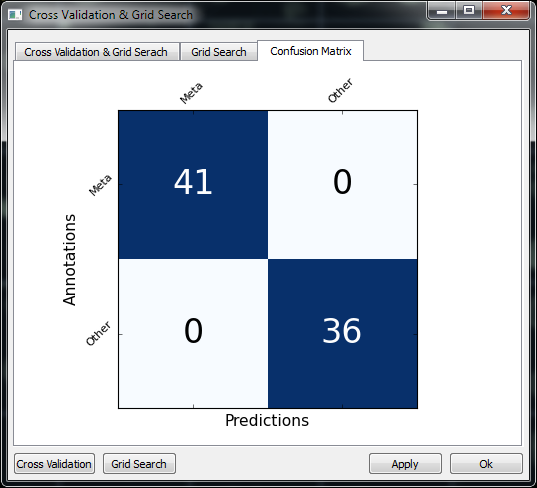 Cross Validation & Grid Search
Cross Validation & Grid Serach
Grid Search
Confusion Matrix
Meta
Other
Meta
41
0
Annotations
Other
0
36
Predictions
Cross Validation
Grid Search
Apply
Ok